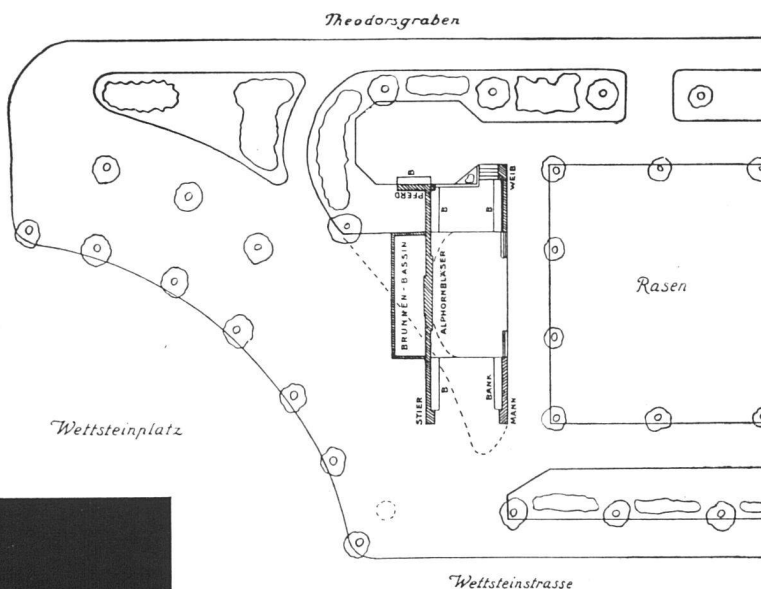 Theodorsgraben
B
PFERD
WEIB
B
B
BRUNNEN-BASSIN
ALPHORNBLÄSER
Rasen
B
BANK
STIER
MANN
Wettsteinplatz
Wettsteinstrasse